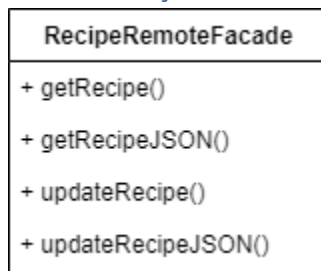 RecipeRemoteFacade
+ getRecipe()
+ getRecipeJSON()
+ updateRecipe()
+ updateRecipeJSON()